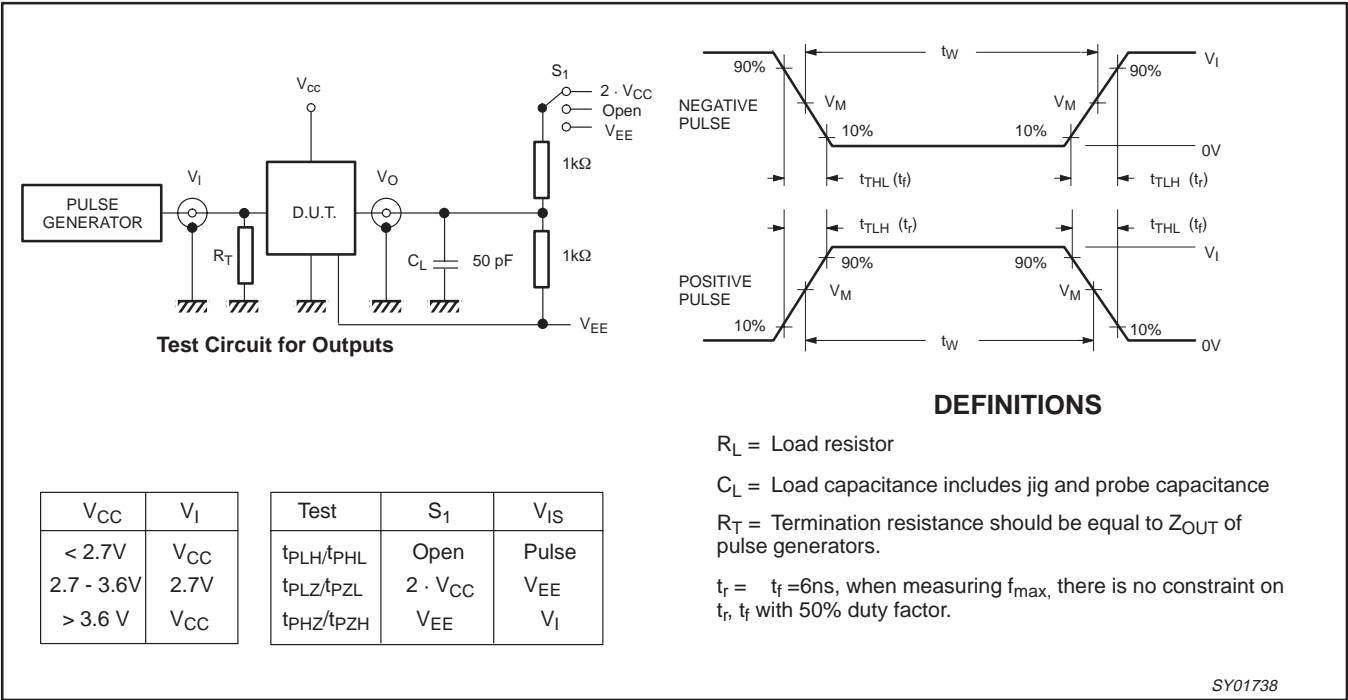 S1
2 · VCC
Open
VEE
Vcc
1kΩ
PULSE GENERATOR
VI
D.U.T.
VO
RT
CL
50 pF
1kΩ
VEE
Test Circuit for Outputs
tW
90%
VI
90%
NEGATIVE PULSE
VM
VM
10%
10%
0V
tTHL (tf)
tTLH (tr)
tTLH (tr)
tTHL (tf)
VI
90%
90%
POSITIVE PULSE
VM
VM
10%
10%
tW
0V
DEFINITIONS
RL = Load resistor
CL = Load capacitance includes jig and probe capacitance
RT = Termination resistance should be equal to ZOUT of
pulse generators.
tr = tf =6ns, when measuring fmax, there is no constraint on
tr, tf with 50% duty factor.
VCC VI
< 2.7V VCC
2.7 - 3.6V 2.7V
> 3.6 V VCC
Test S1 VIS
tPLH/tPHL Open Pulse
tPLZ/tPZL 2 · VCC VEE
tPHZ/tPZH VEE VI
SY01738